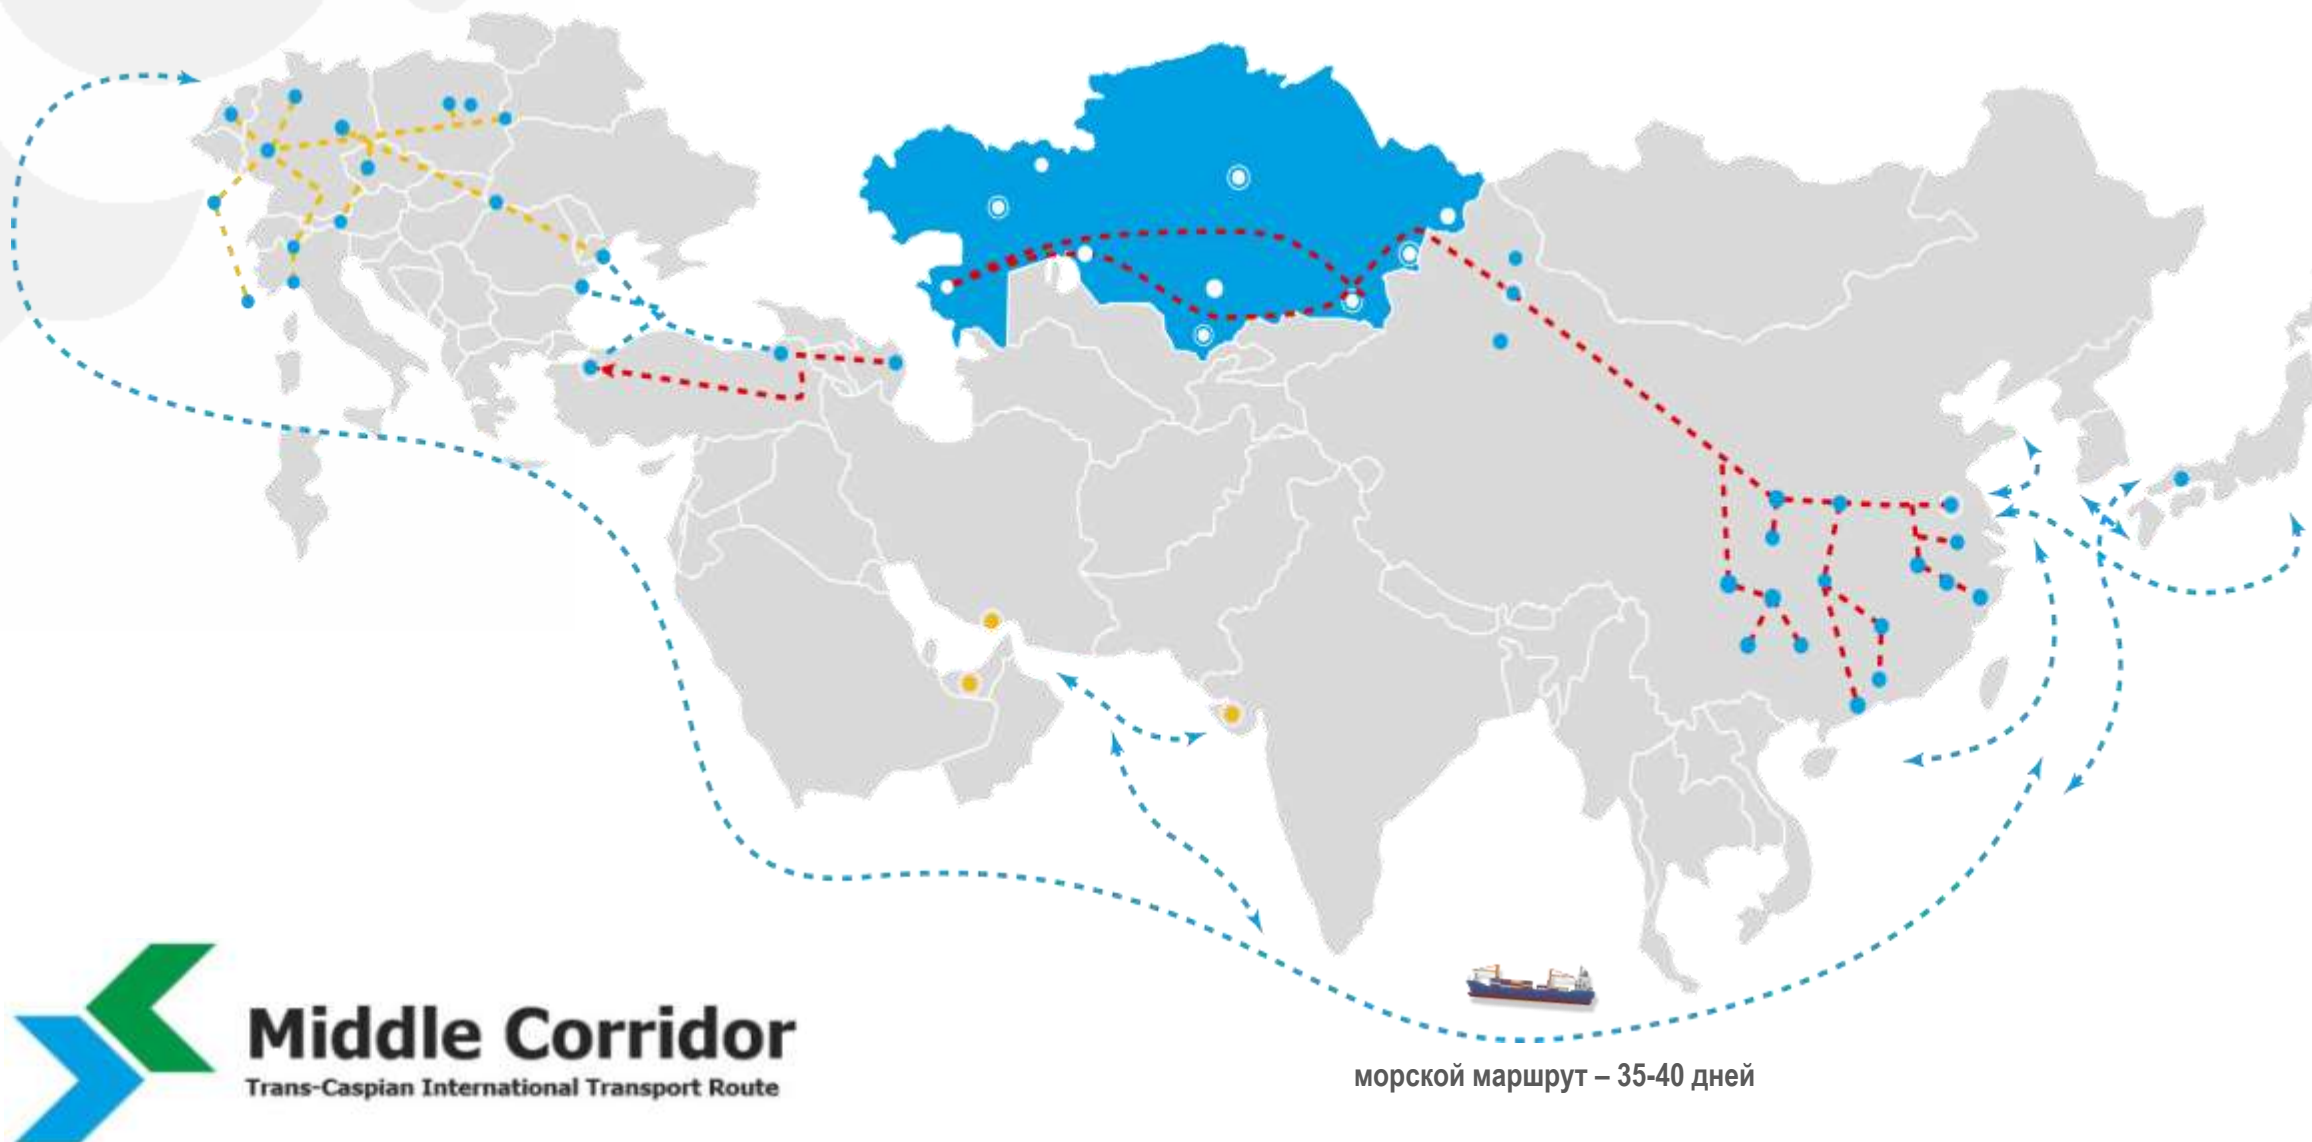 Middle Corridor
Trans-Caspian International Transport Route
морской маршрут – 35-40 дней